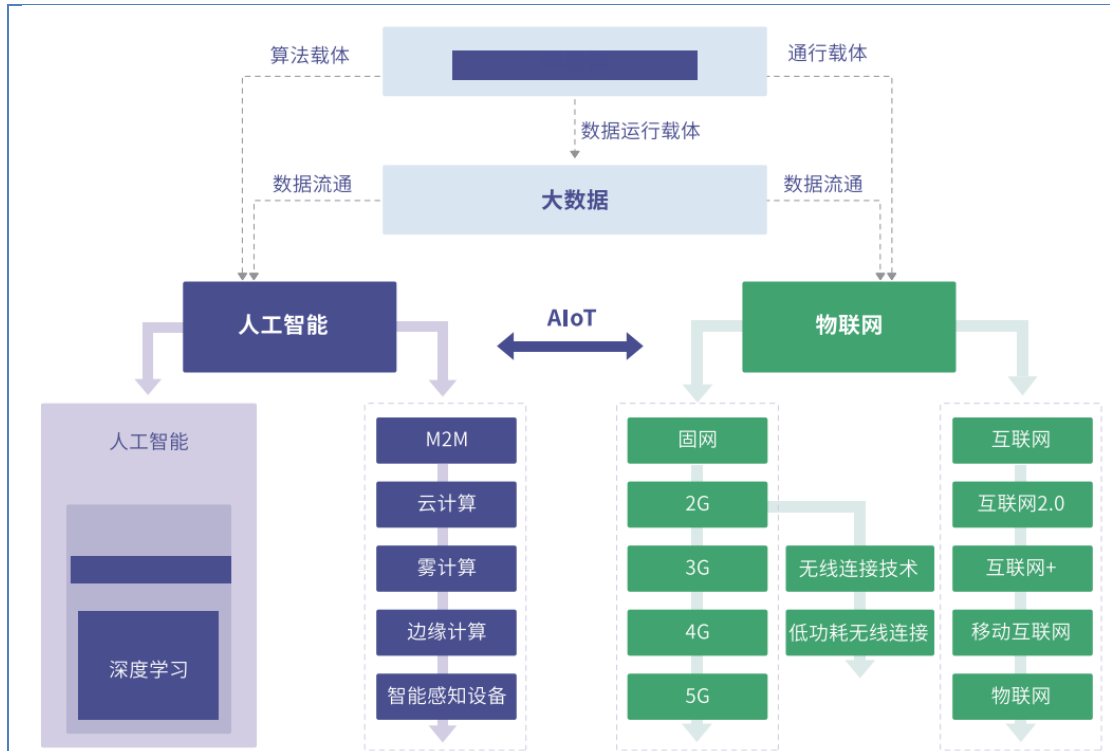 算法载体
通行载体
数据运行载体
数据流通
大数据
数据流通
人工智能
AIoT
物联网
人工智能
深度学习
M2M
云计算
雾计算
边缘计算
智能感知设备
固网
2G
3G
4G
5G
无线连接技术
低功耗无线连接
互联网
互联网2.0
互联网+
移动互联网
物联网